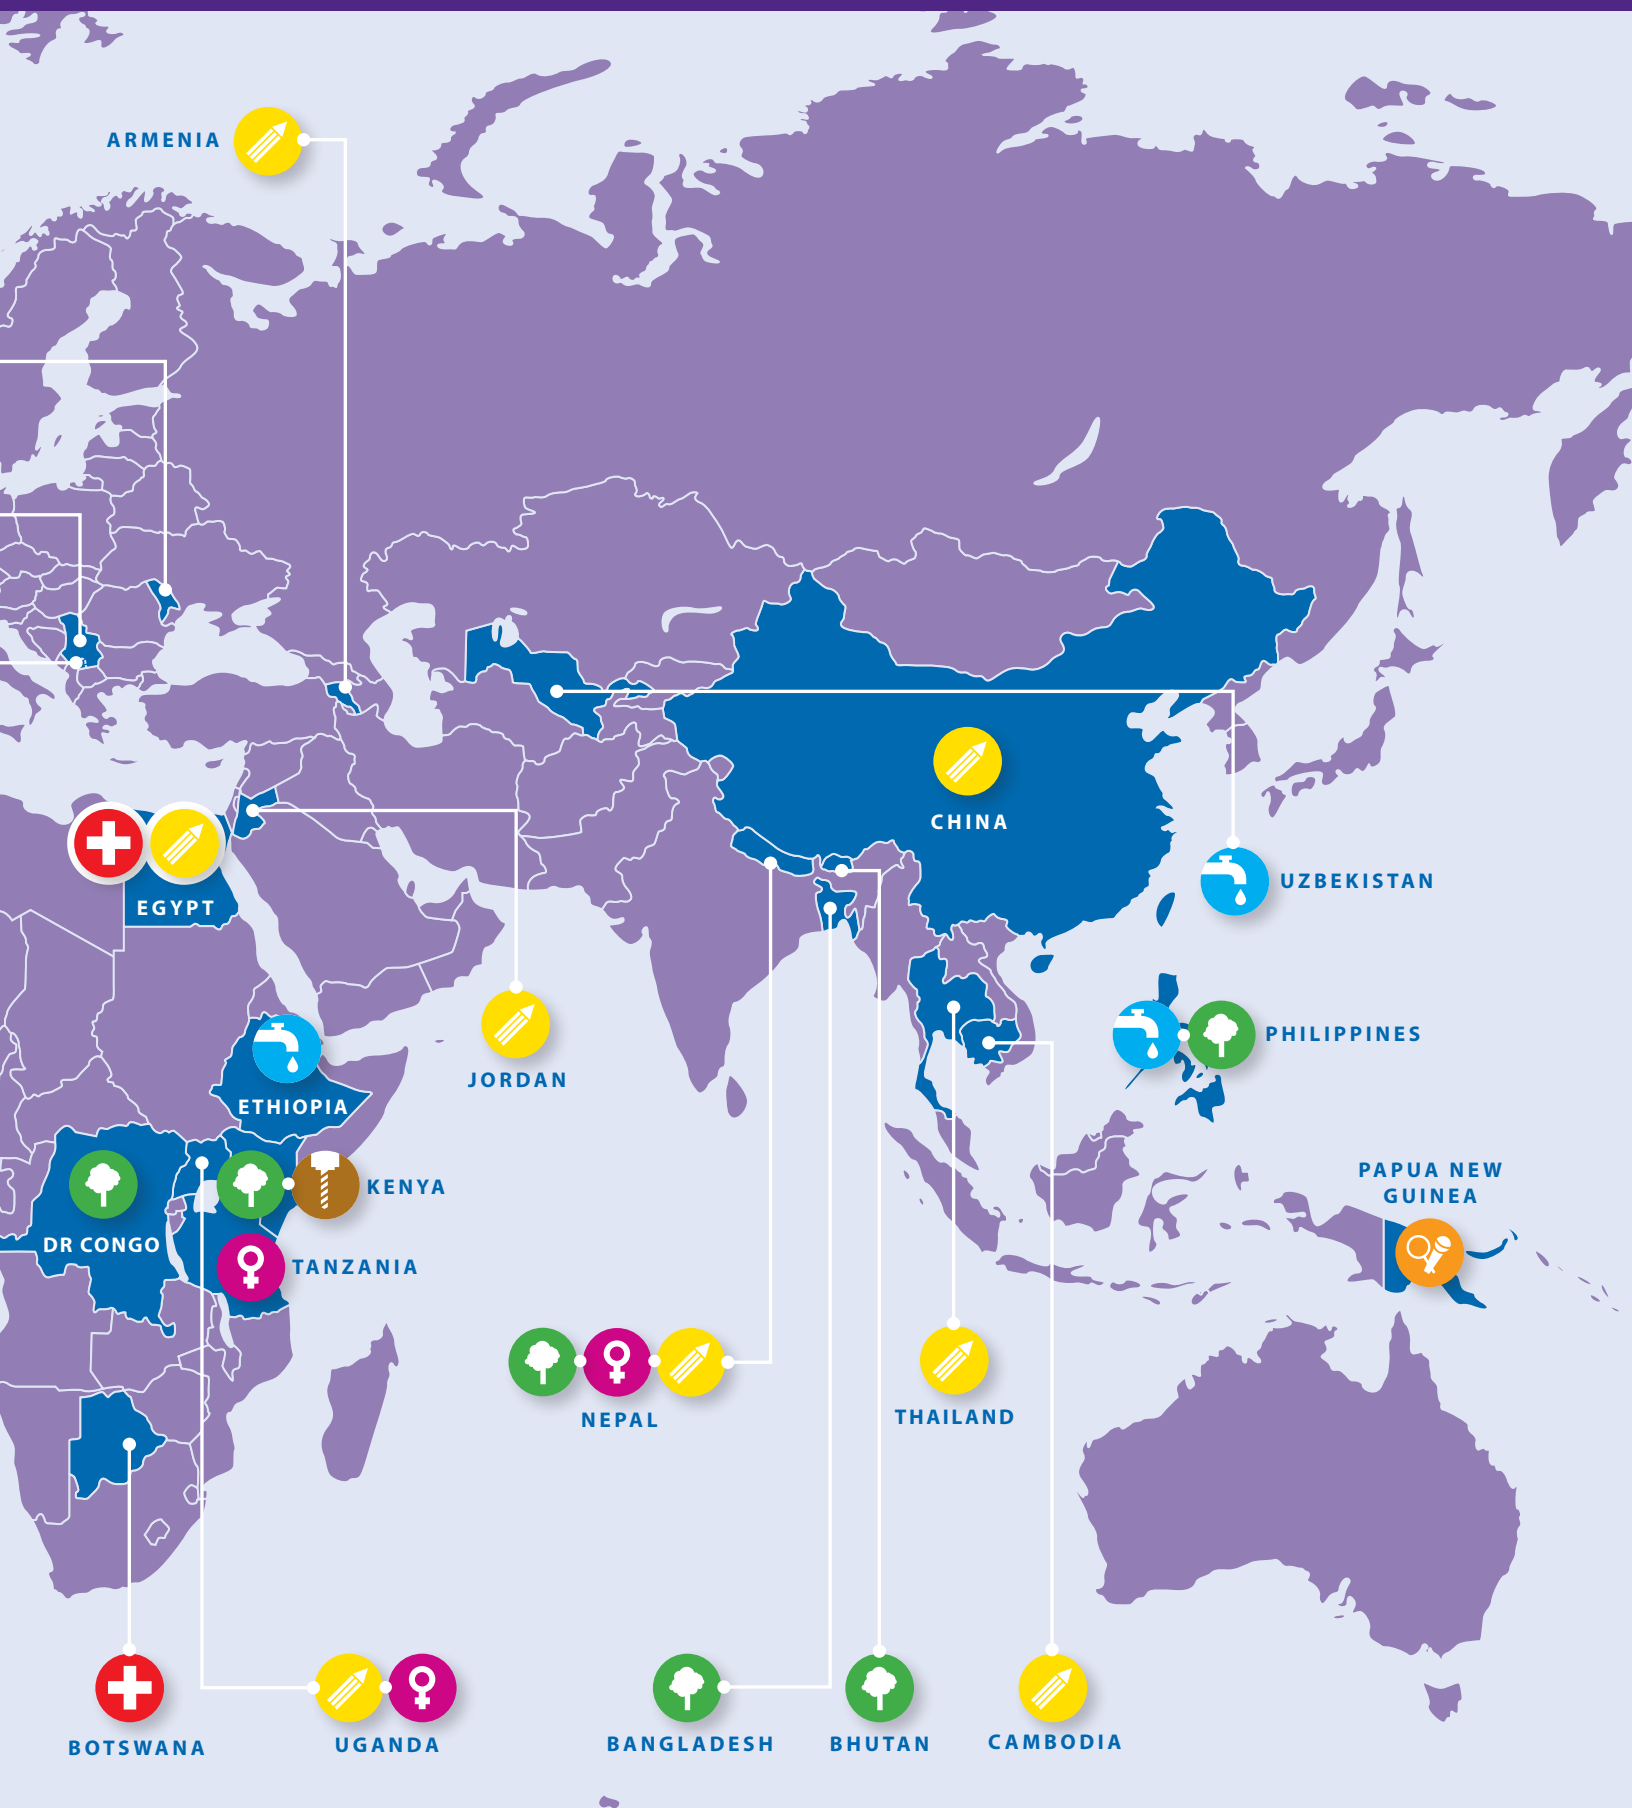 ARMENIA
CHINA
UZBEKISTAN
EGYPT
PHILIPPINES
JORDAN
ETHIOPIA
PAPUA NEW
GUINEA
KENYA
DR CONGO
TANZANIA
THAILAND
NEPAL
BOTSWANA
UGANDA
BANGLADESH
BHUTAN
CAMBODIA